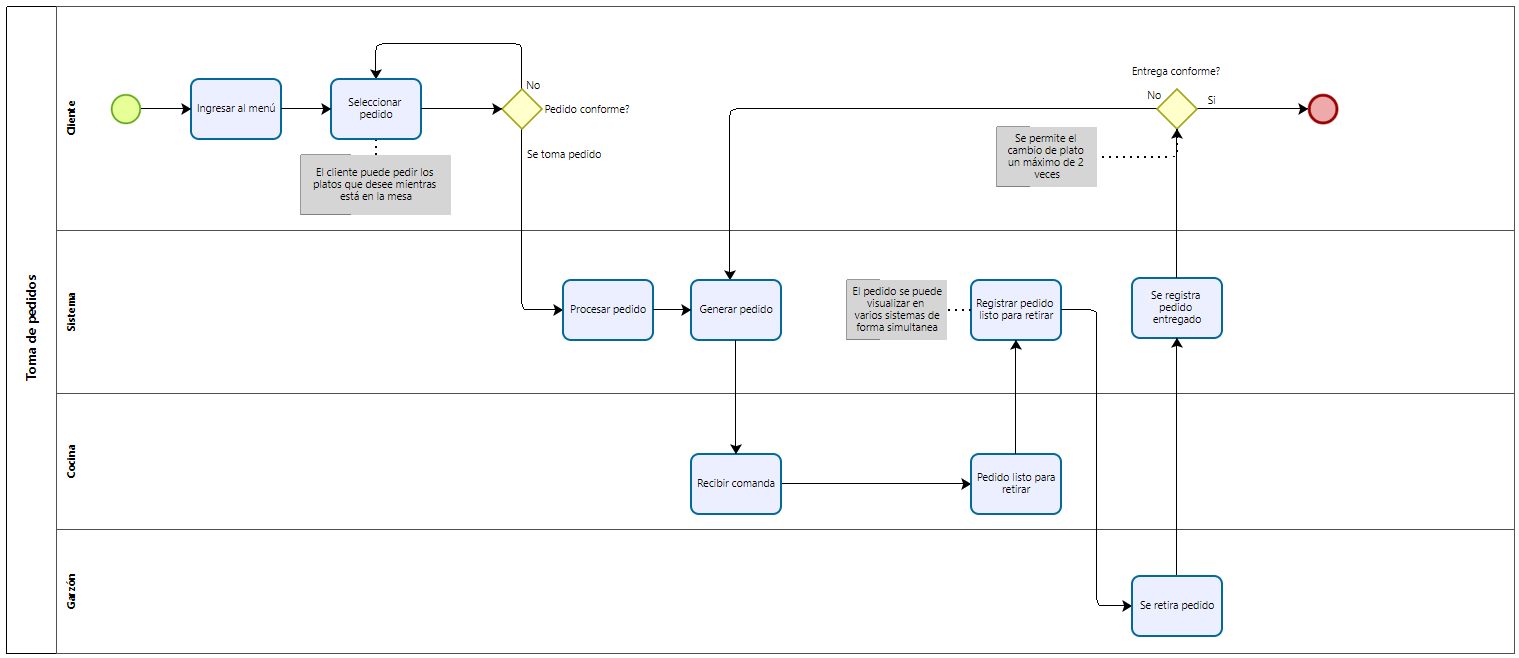 Toma de pedidos
Cliente
Ingresar al menú
Seleccionar
pedido
El cliente puede pedir los
platos que desee mientras
está en la mesa
No
Pedido conforme?
Se toma pedido
Entrega conforme?
No
Si
Se permite el
cambio de plato
un máximo de 2
veces
Sistema
Procesar pedido
Generar pedido
El pedido se puede
visualizar en
varios sistemas de
forma simultanea
Registrar pedido
listo para retirar
Se registra
pedido
entregado
Cocina
Recibir comanda
Pedido listo para
retirar
Garzón
Se retira pedido